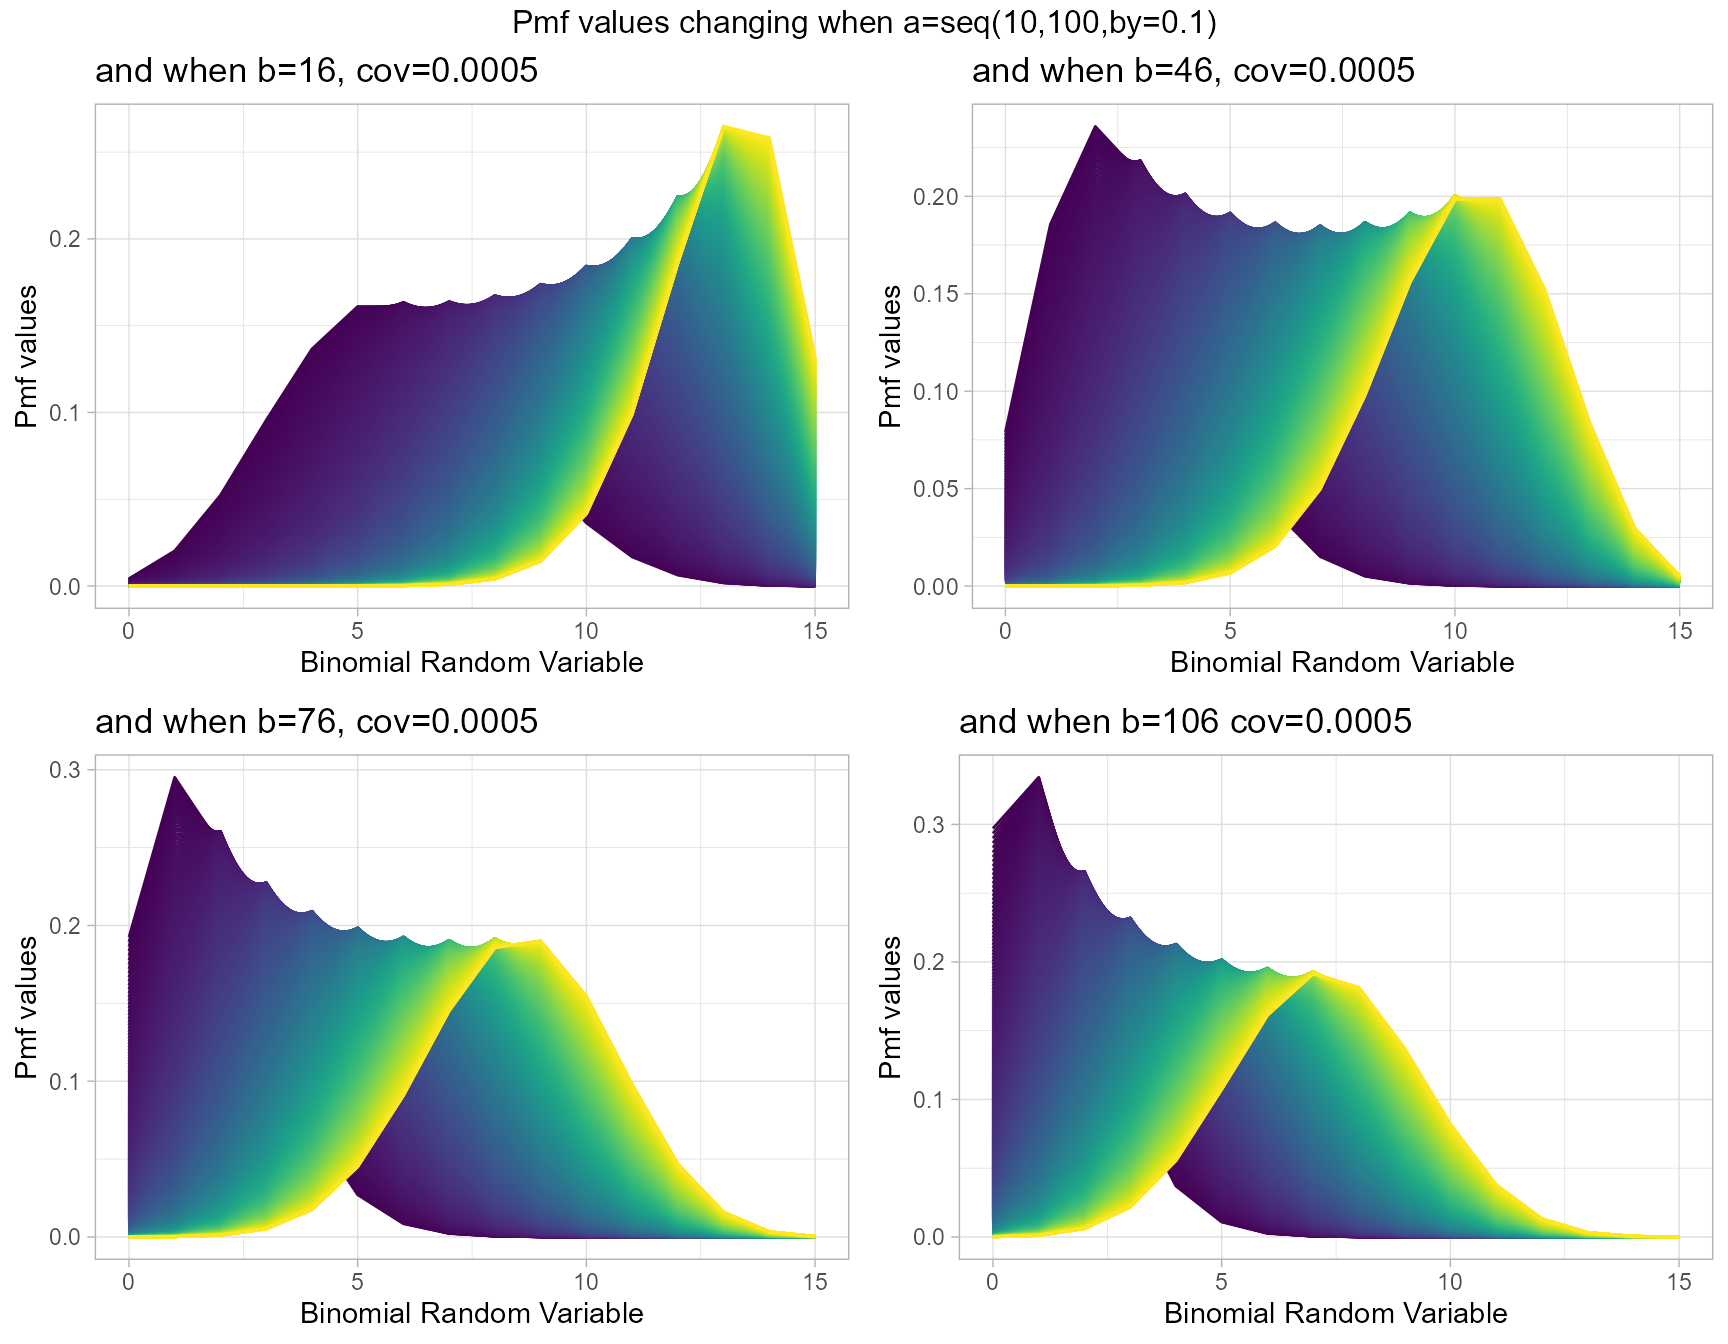 Pmf values changing when a=seq(10,100,by=0.1)
and when b=16, cov=0.0005
Pmf values
0.2
0.1
0.0
0 5 10 15
Binomial Random Variable
and when b=46, cov=0.0005
Pmf values
0.20
0.15
0.10
0.05
0.00
0 5 10 15
Binomial Random Variable
and when b=76, cov=0.0005
Pmf values
0.3
0.2
0.1
0.0
0 5 10 15
Binomial Random Variable
and when b=106 cov=0.0005
Pmf values
0.3
0.2
0.1
0.0
0 5 10 15
Binomial Random Variable